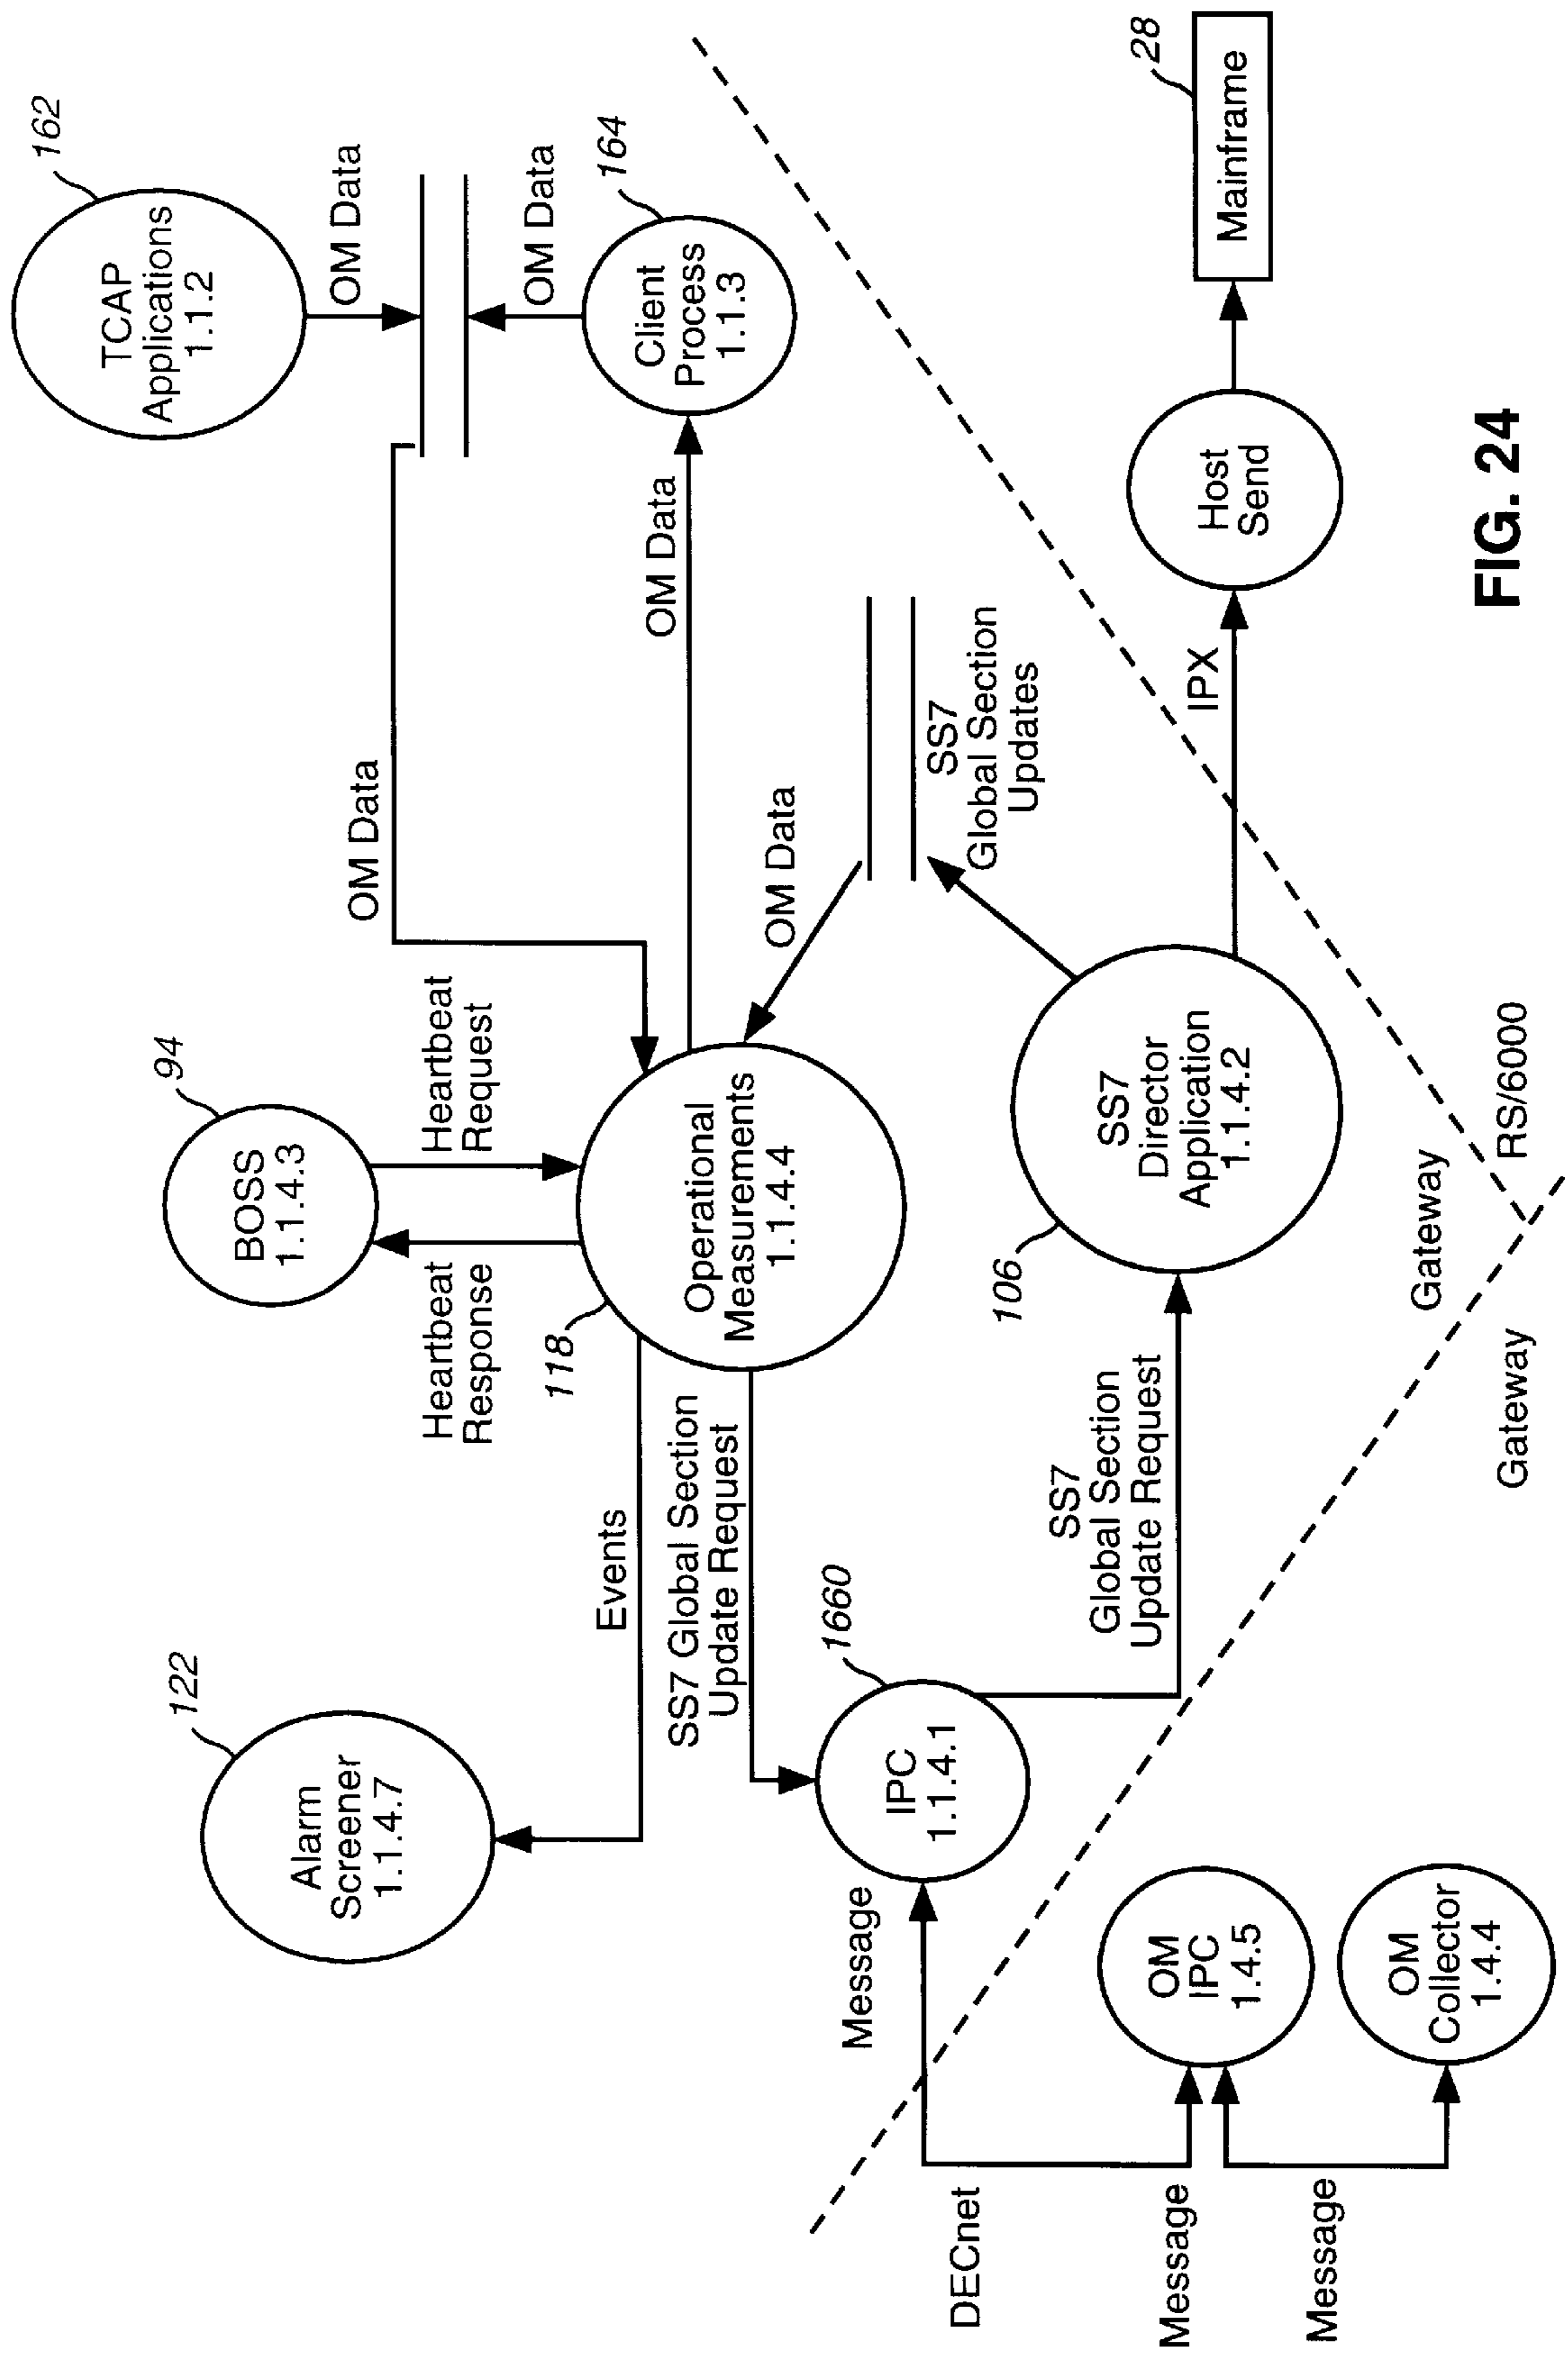 162
TCAP
Applications
1.1.2
OM Data
OM Data
164
Client
Process
1.1.3
OM Data
OM Data
94
BOSS
1.1.4.3
Heartbeat
Request
Heartbeat
Response
118
Operational
Measurements
1.1.4.4
OM Data
SS7
Global Section
Updates
122
Alarm
Screener
1.1.4.7
Events
SS7 Global Section
Update Request
1660
IPC
1.1.4.1
Message
SS7
Global Section
Update Request
106
SS7
Director
Application
1.1.4.2
IPX
Host
Send
28
Mainframe
Gateway
RS/6000
Gateway
DECnet
Message
OM
IPC
1.4.5
Message
OM
Collector
1.4.4
FIG. 24